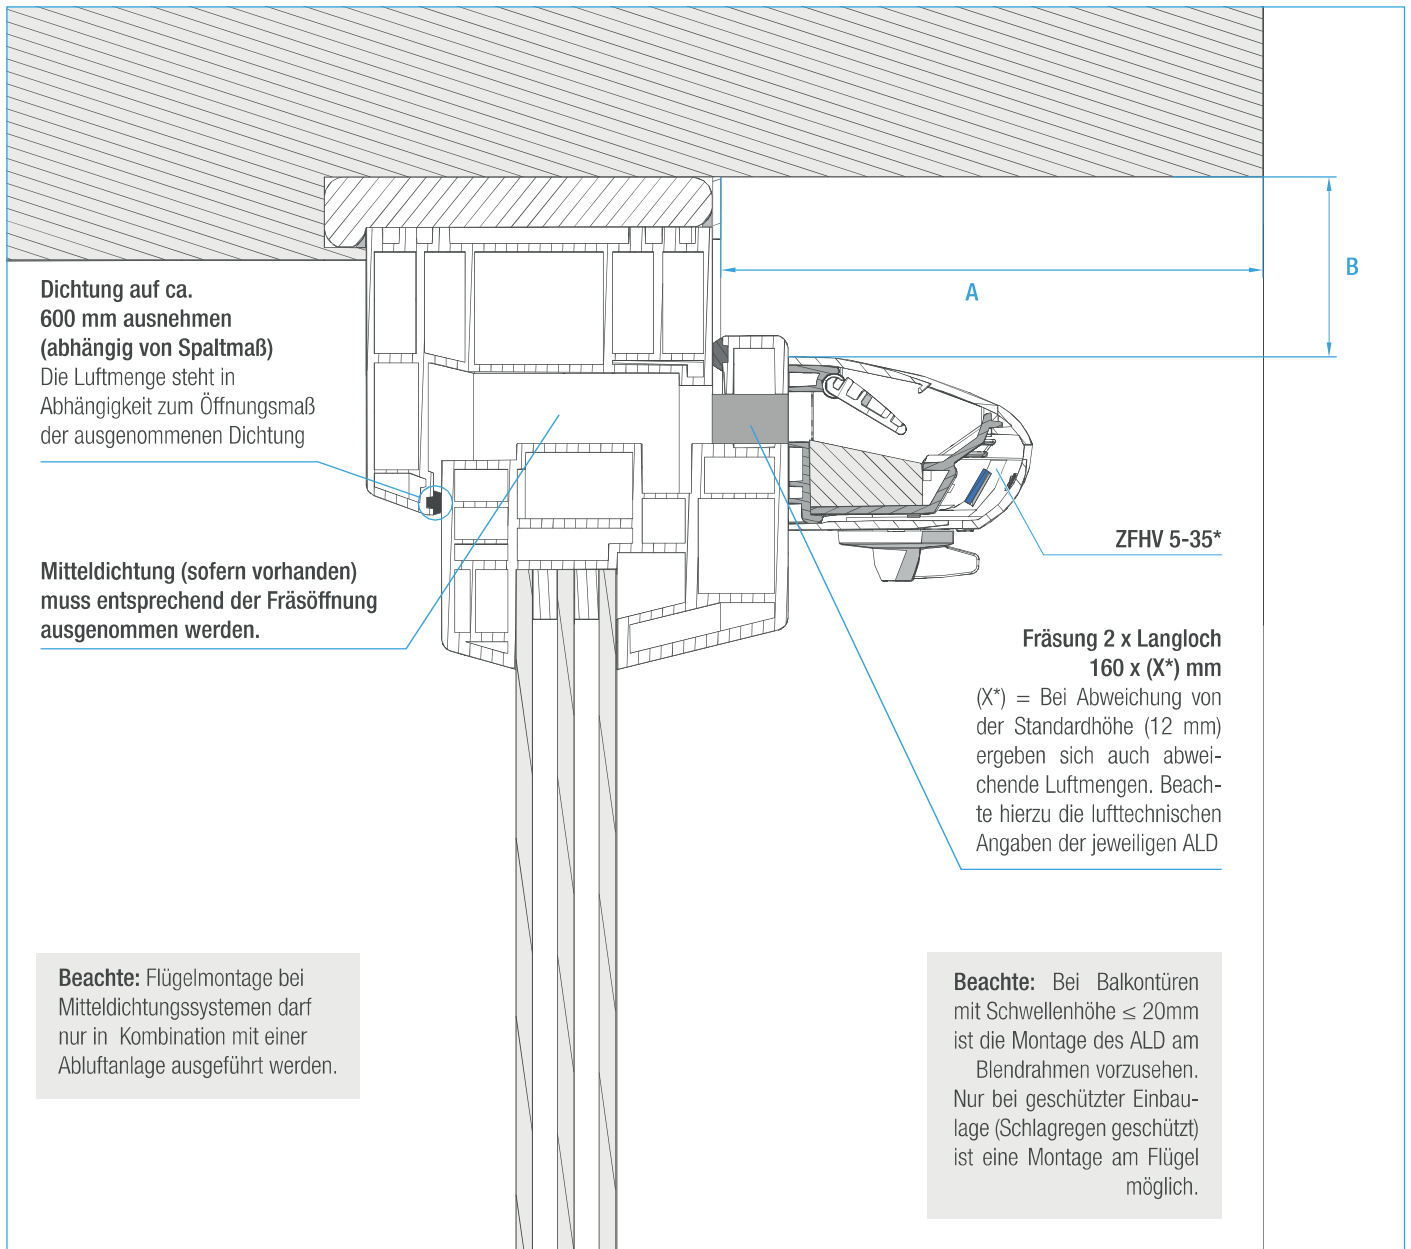 B
A
Dichtung auf ca.
600 mm ausnehmen
(abhängig von Spaltmaß)
Die Luftmenge steht in
Abhängigkeit zum Öffnungsmaß
der ausgenommenen Dichtung
ZFHV 5-35*
Mitteldichtung (sofern vorhanden)
muss entsprechend der Fräsöffnung
ausgenommen werden.
Fräsung 2 x Langloch
160 x (X*) mm
(X*) = Bei Abweichung von
der Standardhöhe (12 mm)
ergeben sich auch abwei-
chende Luftmengen. Beach-
te hierzu die lufttechnischen
Angaben der jeweiligen ALD
Beachte: Flügelmontage bei
Mitteldichtungssystemen darf
nur in Kombination mit einer
Abluftanlage ausgeführt werden.
Beachte: Bei Balkontüren
mit Schwellenhöhe ≤ 20mm
ist die Montage des ALD am
Blendrahmen vorzusehen.
Nur bei geschützter Einbau-
lage (Schlagregen geschützt)
ist eine Montage am Flügel
möglich.